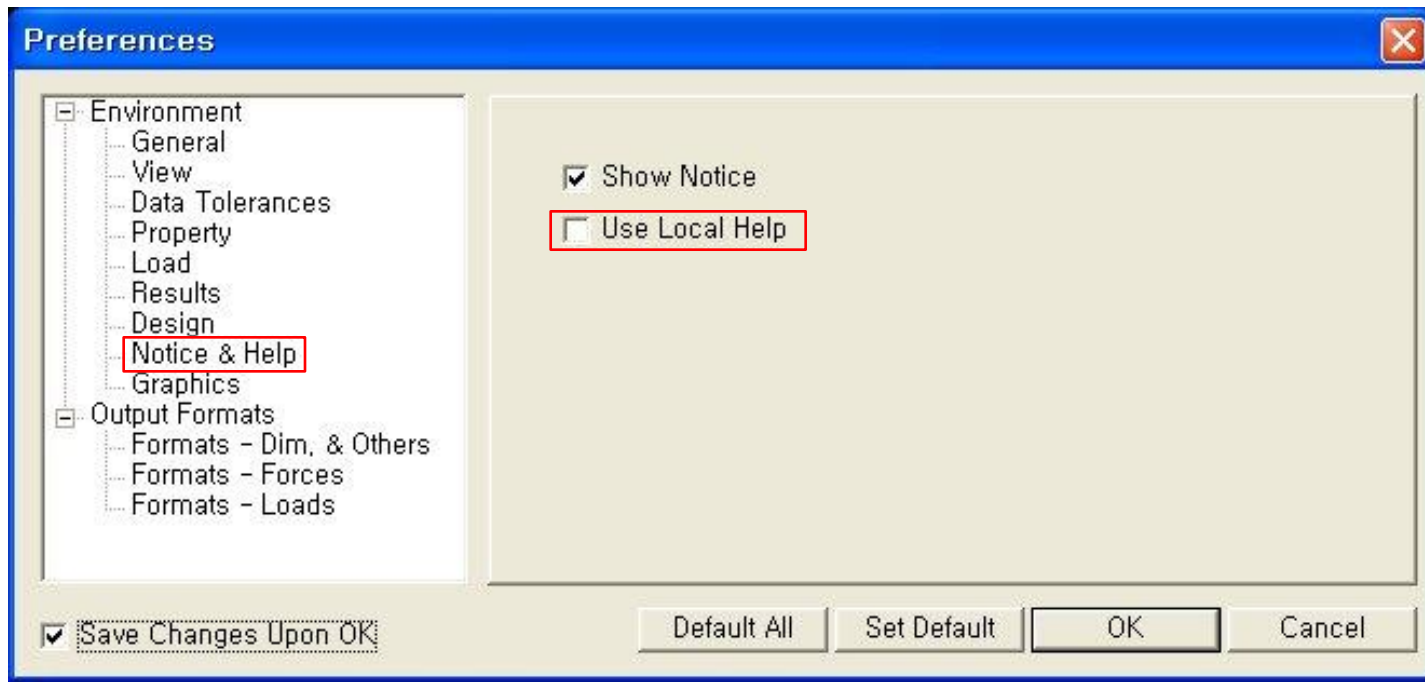 Preferences
Environment
General
View
Data Tolerances
Property
Load
Results
Design
Notice & Help
Graphics
Output Formats
Formats - Dim, & Others
Formats - Forces
Formats - Loads
Show Notice
Use Local Help
Save Changes Upon OK
Default All
Set Default
OK
Cancel